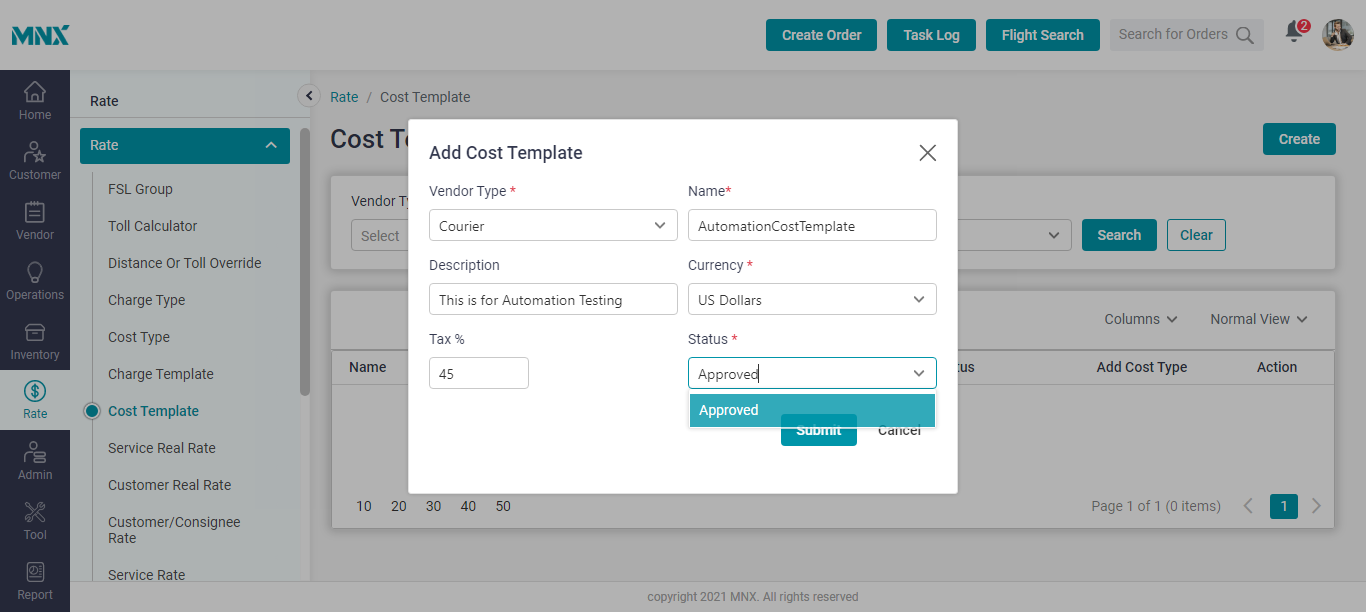 MNX
Create Order
Task Log
Flight Search
Search for Orders
2
Home
Customer
Vendor
Operations
Inventory
Rate
Admin
Tool
Report
Rate
Rate
FSL Group
Toll Calculator
Distance Or Toll Override
Charge Type
Cost Type
Charge Template
Cost Template
Service Real Rate
Customer Real Rate
Customer/Consignee
Rate
Service Rate
Rate / Cost Template
Cost Te
Create
Vendor Ty
Select
Search
Clear
Columns
Normal View
Name
tus
Add Cost Type
Action
10 20 30 40 50
Page 1 of 1 (0 items)
1
Add Cost Template
Vendor Type *
Name*
Courier
AutomationCostTemplate
Description
Currency *
This is for Automation Testing
US Dollars
Tax %
Status *
45
Approved
Approved
Submit
Cancel
copyright 2021 MNX. All rights reserved